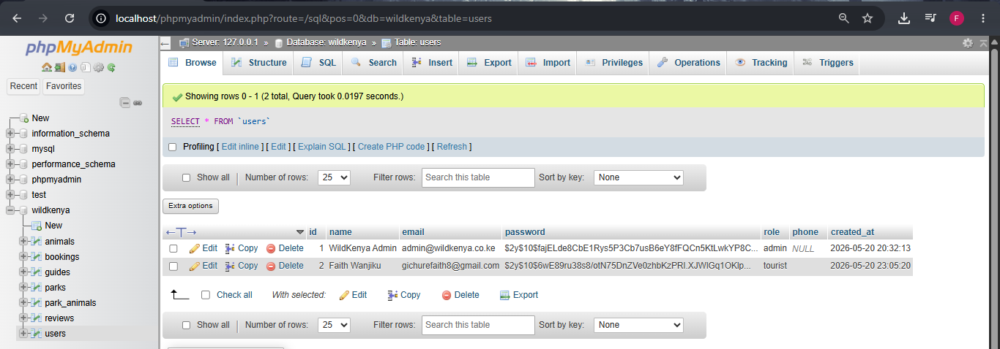 localhost/phpmyadmin/index.php?route=/sql&pos=0&db=wildkenya&table=users
F
phpMyAdmin
Recent Favorites
New
information_schema
mysql
performance_schema
phpmyadmin
test
wildkenya
New
animals
bookings
guides
parks
park_animals
reviews
users
Server: 127.0.0.1 » Database: wildkenya » Table: users
Browse Structure SQL Search Insert Export Import Privileges Operations Tracking Triggers
Showing rows 0 - 1 (2 total, Query took 0.0197 seconds.)
SELECT * FROM `users`
Profiling [ Edit inline ] [ Edit ] [ Explain SQL ] [ Create PHP code ] [ Refresh ]
Show all | Number of rows: 25 Filter rows: Search this table Sort by key: None
Extra options
←T→ id name email password role phone created_at
Edit Copy Delete 1 WildKenya Admin admin@wildkenya.co.ke $2y$10$fajELde8CbE1Rys5P3Cb7usB6eY8fFQCn5KtLwkYP8C... admin NULL 2026-05-20 20:32:13
Edit Copy Delete 2 Faith Wanjiku gichurefaith8@gmail.com $2y$10$6wE89ru38s8/otN75DnZVe0zhbKzPRI.XJWIGq1OKlp... tourist 2026-05-20 23:05:20
Check all With selected: Edit Copy Delete Export
Show all | Number of rows: 25 Filter rows: Search this table Sort by key: None